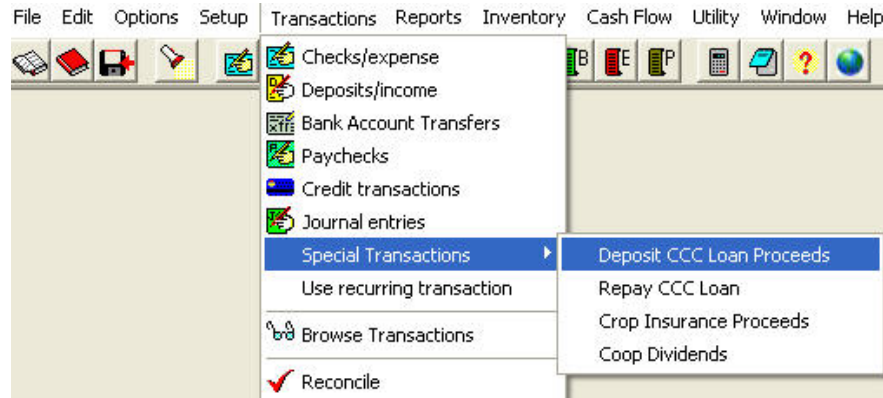 File Edit Options Setup Transactions Reports Inventory Cash Flow Utility Window Help
Checks/expense
B E P
Deposits/income
Bank Account Transfers
Paychecks
Credit transactions
Journal entries
Special Transactions
Deposit CCC Loan Proceeds
Use recurring transaction
Repay CCC Loan
Crop Insurance Proceeds
Browse Transactions
Coop Dividends
Reconcile